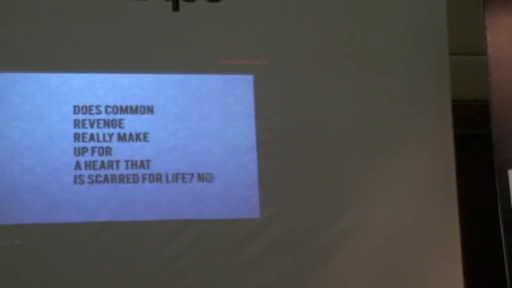 DOES COMMON
REVENGE
REALLY MAKE
UP FOR
A HEART THAT
IS SCARRED FOR LIFE? NO!